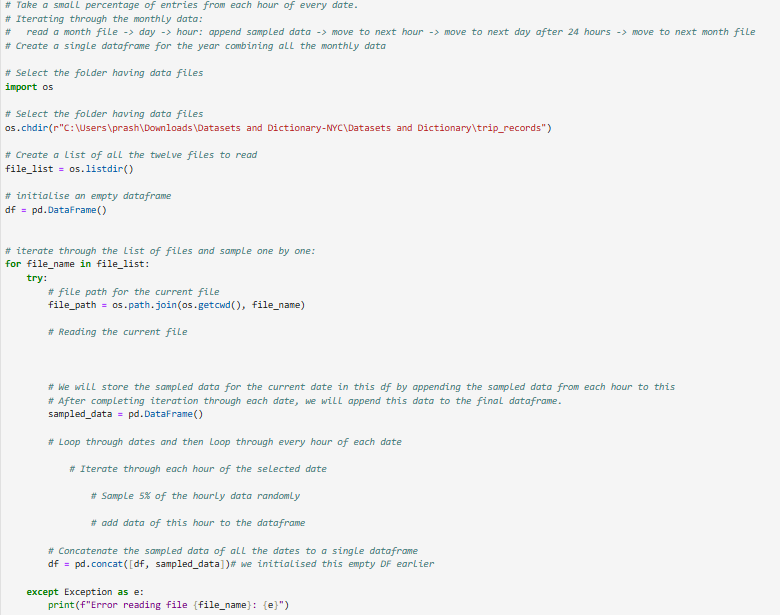 # Take a small percentage of entries from each hour of every date.
# Iterating through the monthly data:
#   read a month file -> day -> hour: append sampled data -> move to next hour -> move to next day after 24 hours -> move to next month file
# Create a single dataframe for the year combining all the monthly data
# Select the folder having data files
import os
# Select the folder having data files
os.chdir(r"C:\Users\prash\Downloads\Datasets and Dictionary-NYC\Datasets and Dictionary\trip_records")
# Create a list of all the twelve files to read
file_list = os.listdir()
# initialise an empty dataframe
df = pd.DataFrame()
# iterate through the list of files and sample one by one:
for file_name in file_list:
    try:
        # file path for the current file
        file_path = os.path.join(os.getcwd(), file_name)
        # Reading the current file
        # We will store the sampled data for the current date in this df by appending the sampled data from each hour to this
        # After completing iteration through each date, we will append this data to the final dataframe.
        sampled_data = pd.DataFrame()
        # Loop through dates and then loop through every hour of each date
            # Iterate through each hour of the selected date
                # Sample 5% of the hourly data randomly
                # add data of this hour to the dataframe
        # Concatenate the sampled data of all the dates to a single dataframe
        df = pd.concat([df, sampled_data])# we initialised this empty DF earlier
    except Exception as e:
        print(f"Error reading file {file_name}: {e}")